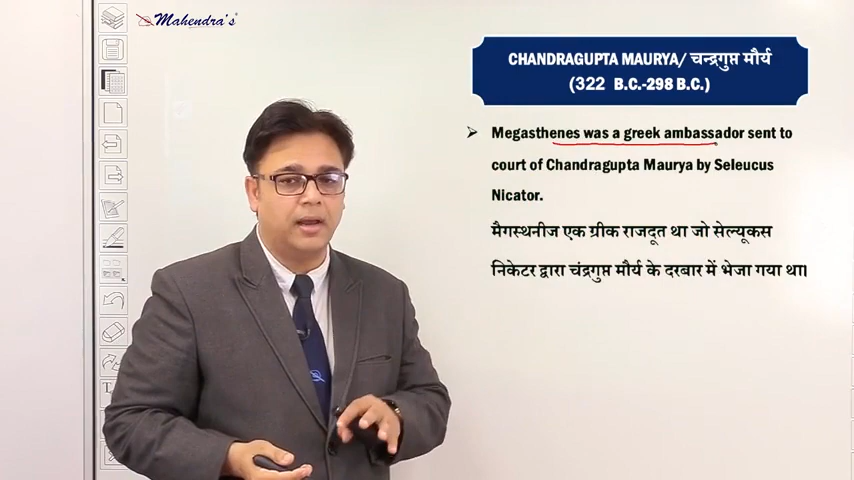 Mahendra's
CHANDRAGUPTA MAURYA/ चन्द्रगुप्त मौर्य
(322 B.C.-298 B.C.)
Megasthenes was a greek ambassador sent to
court of Chandragupta Maurya by Seleucus
Nicator.
मैगस्थनीज एक ग्रीक राजदूत था जो सेल्यूकस
निकेटर द्वारा चंद्रगुप्त मौर्य के दरबार में भेजा गया था।